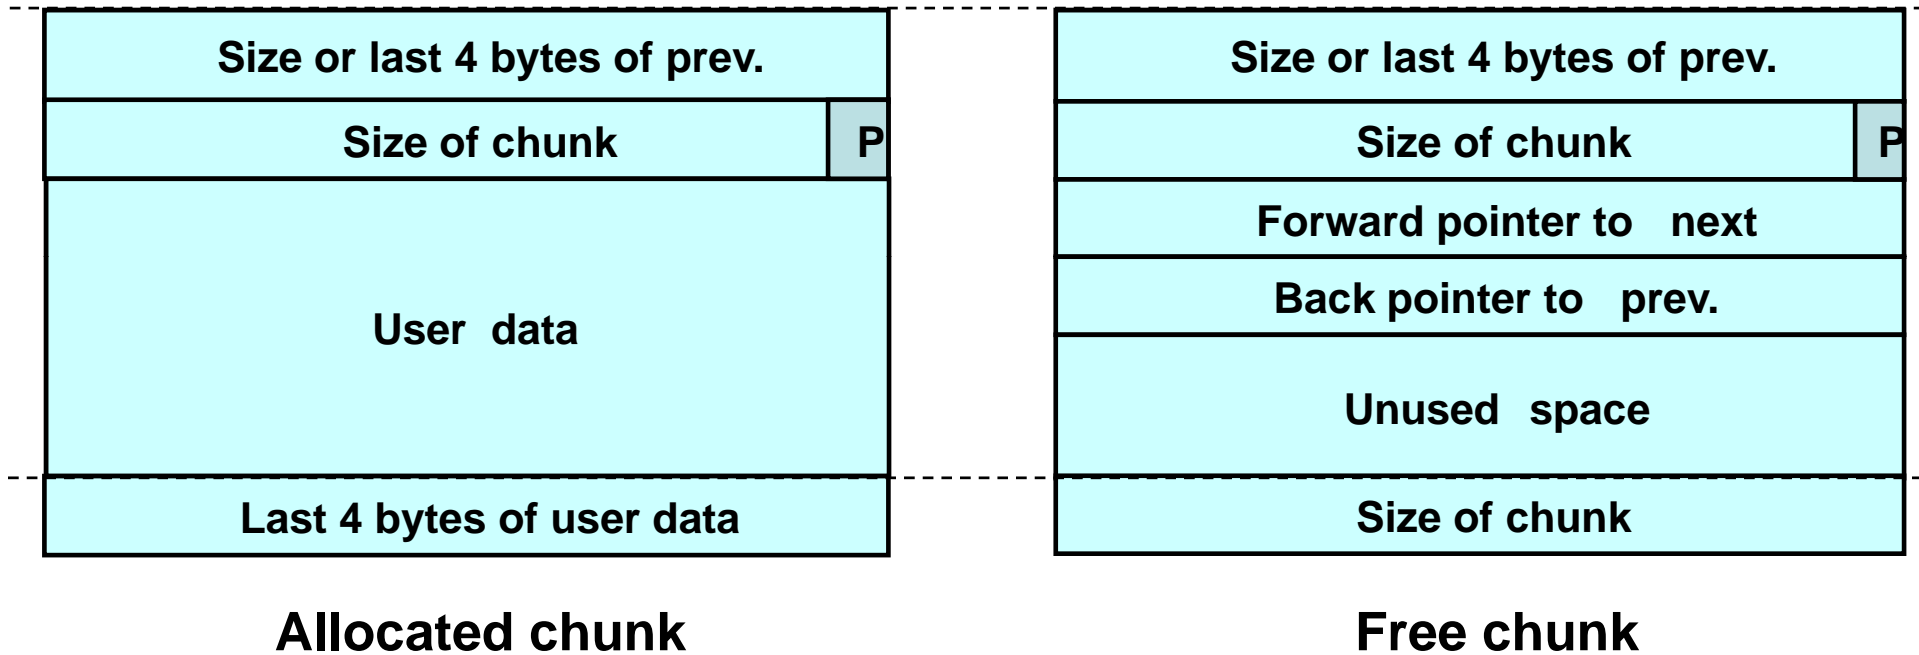 Size or last 4 bytes of prev.
Size of chunk
P
User data
Last 4 bytes of user data
Allocated chunk
Size or last 4 bytes of prev.
Size of chunk
P
Forward pointer to next
Back pointer to prev.
Unused space
Size of chunk
Free chunk